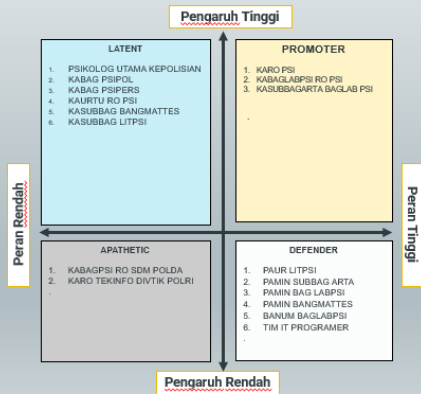 Pengaruh Tinggi
LATENT
1. PSIKOLOG UTAMA KEPOLISIAN
2. KABAG PSIPOL
3. KABAG PSIPERS
4. KAURTU RO PSI
5. KASUBBAG BANGMATTES
6. KASUBBAG LITPSI
PROMOTER
1. KARO PSI
2. KABAGLABPSI RO PSI
3. KASUBBAGARTA BAGLAB PSI
.
Peran Rendah
Peran Tinggi
APATHETIC
1. KABAGPSI RO SDM POLDA
2. KARO TEKINFO DIVTIK POLRI
.
DEFENDER
1. PAUR LITPSI
2. PAMIN SUBBAG ARTA
3. PAMIN BAG LABPSI
4. PAMIN BANGMATTES
5. BANUM BAGLABPSI
6. TIM IT PROGRAMER
.
Pengaruh Rendah